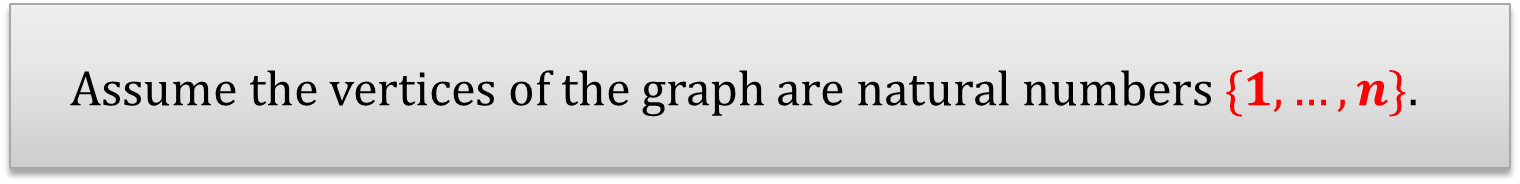 Assume the vertices of the graph are natural numbers {1, … , n}.